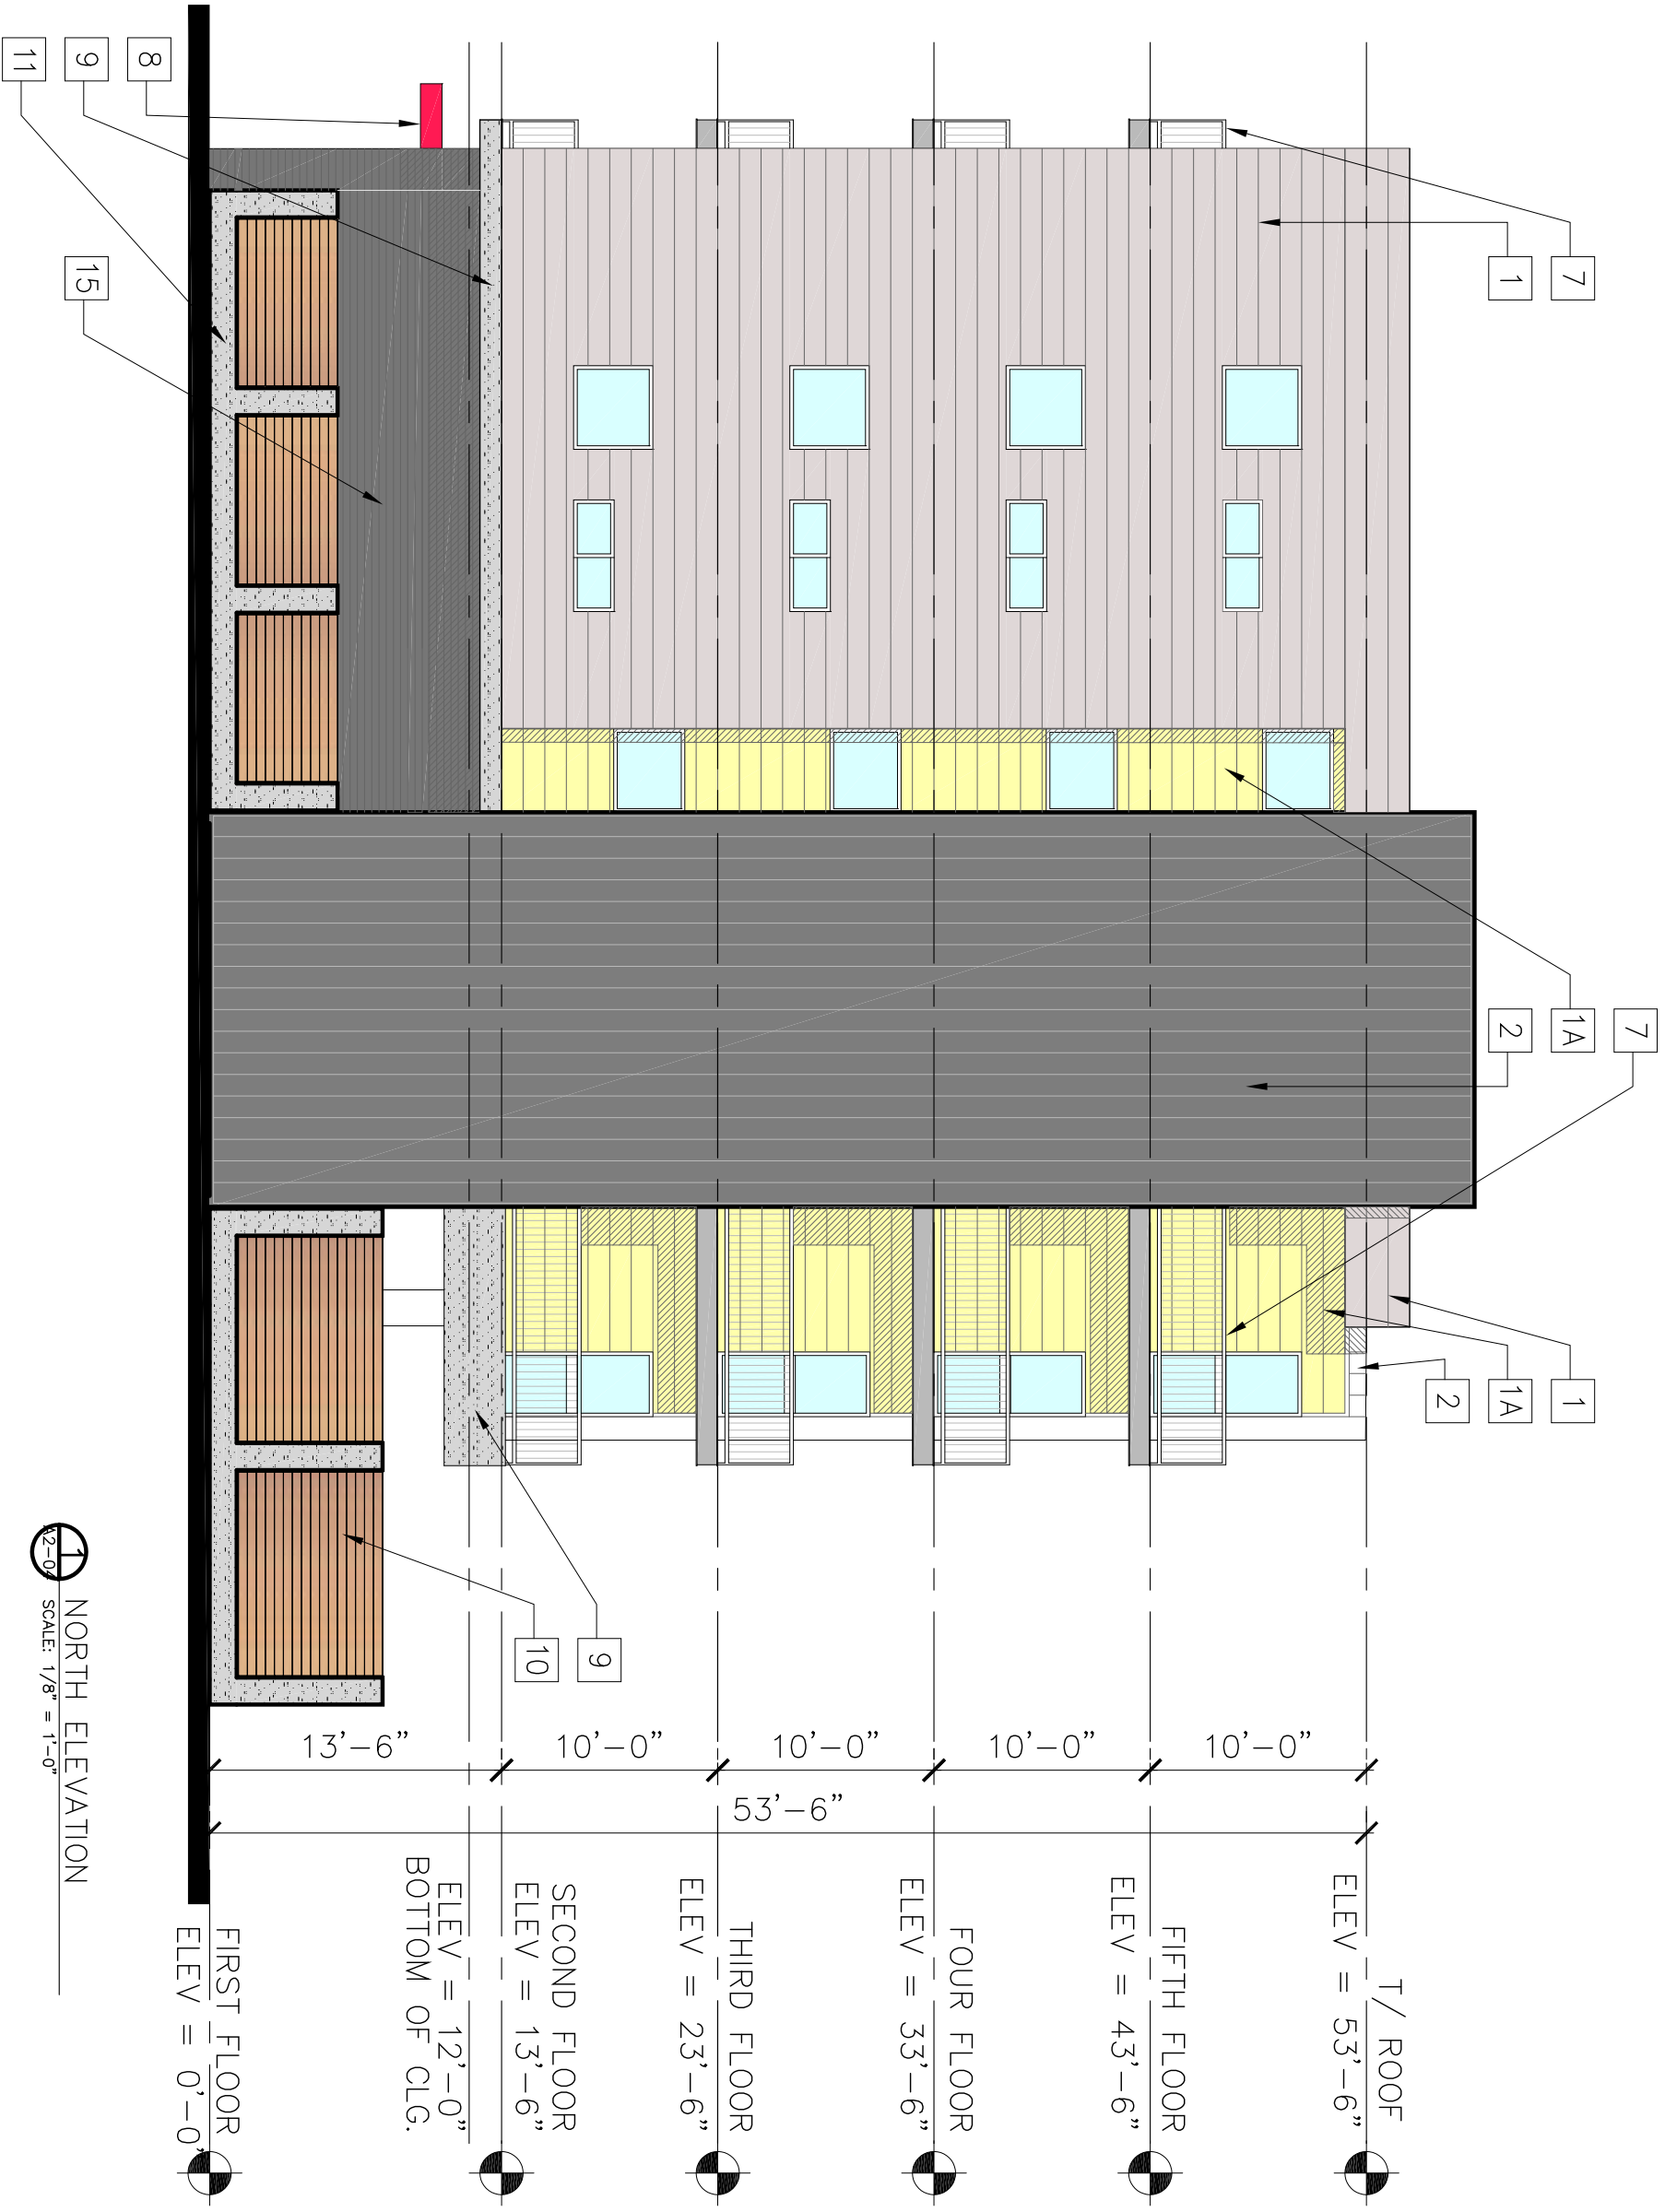 7
1
1A
2
7
1
1A
2
8
9
11
15
9
10
10'-0"
10'-0"
10'-0"
10'-0"
13'-6"
53'-6"
T/ ROOF
ELEV = 53'-6"
FIFTH FLOOR
ELEV = 43'-6"
FOUR FLOOR
ELEV = 33'-6"
THIRD FLOOR
ELEV = 23'-6"
SECOND FLOOR
ELEV = 13'-6"
ELEV = 12'-0"
BOTTOM OF CLG.
FIRST FLOOR
ELEV = 0'-0"
1
A2-04
NORTH ELEVATION
SCALE: 1/8" = 1'-0"